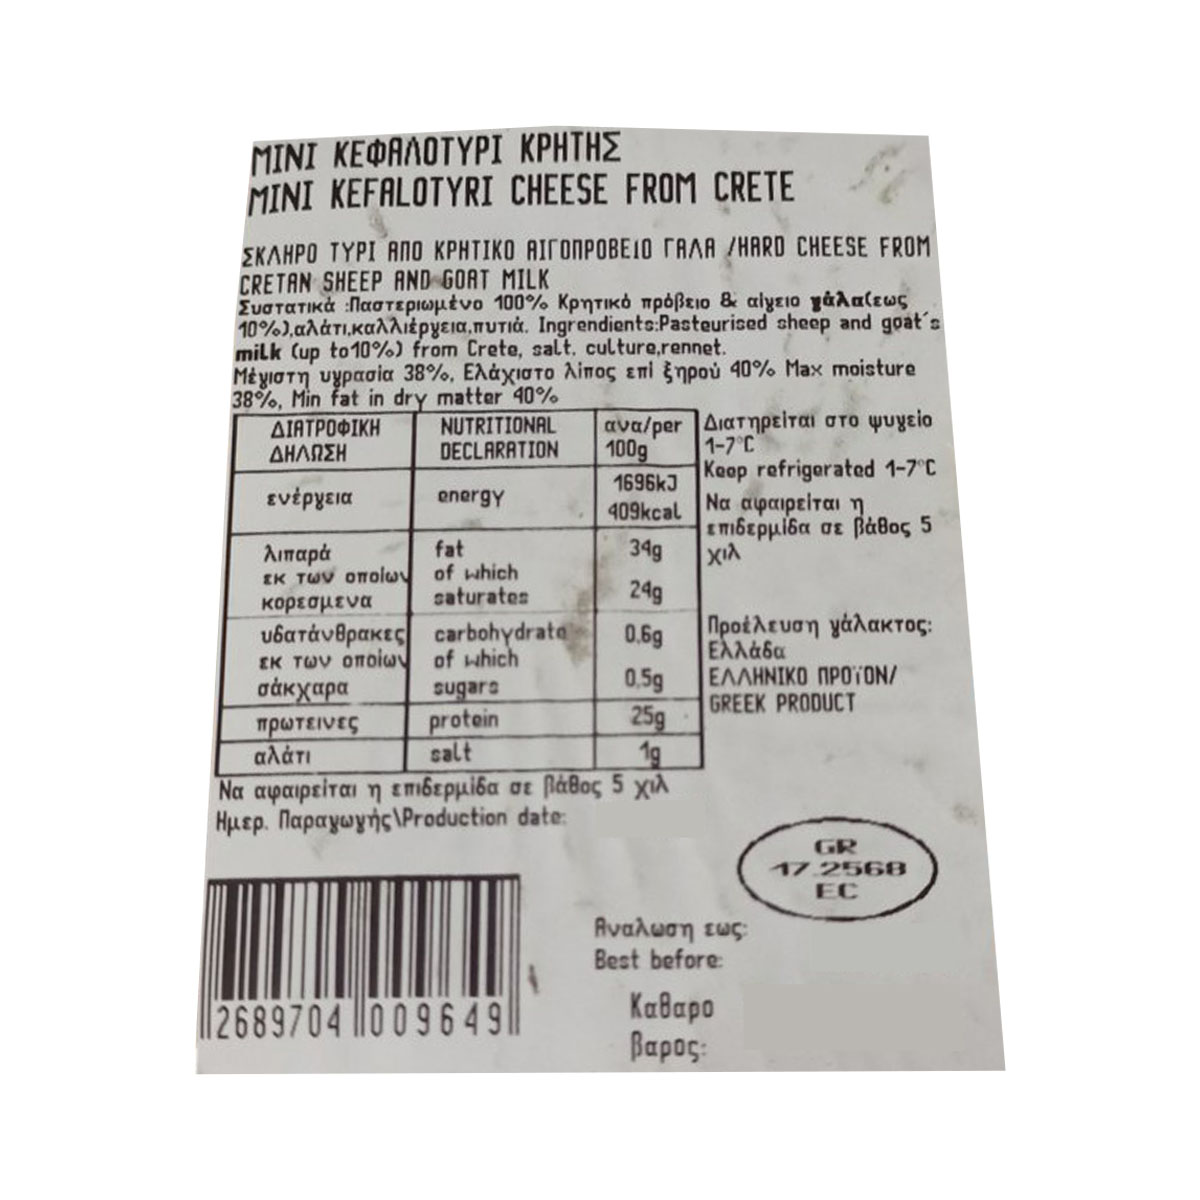 ΜΙΝΙ ΚΕΦΑΛΟΤΥΡΙ ΚΡΗΤΗΣ
MINI KEFALOTYRI CHEESE FROM CRETE
ΣΚΛΗΡΟ ΤΥΡΙ ΑΠΟ ΚΡΗΤΙΚΟ ΑΙΓΟΠΡΟΒΕΙΟ ΓΑΛΑ /HARD CHEESE FROM
CRETAN SHEEP AND GOAT MILK
Συστατικά :Παστεριωμένο 100% Κρητικό πρόβειο & αίγειο γάλα(εως
10%),αλάτι,καλλιέργεια,πυτιά. Ingrendients:Pasteurised sheep and goat´s
milk (up to10%) from Crete, salt, culture,rennet.
Μέγιστη υγρασία 38%, Ελάχιστο λίπος επί ξηρού 40% Max moisture
38%, Min fat in dry matter 40%
ΔΙΑΤΡΟΦΙΚΗ ΔΗΛΩΣΗ NUTRITIONAL DECLARATION ανα/per 100g
ενέργεια energy 1696kJ
409kcal
λιπαρά fat 34g
εκ των οποίων of which
κορεσμενα saturates 24g
υδατάνθρακες carbohydrate 0,6g
εκ των οποίων of which
σάκχαρα sugars 0,5g
πρωτεινες protein 25g
αλάτι salt 1g
Διατηρείται στο ψυγείο
1-7°C
Keep refrigerated 1-7°C
Να αφαιρείται η
επιδερμίδα σε βάθος 5
χιλ
Προέλευση γάλακτος:
Ελλάδα
ΕΛΛΗΝΙΚΟ ΠΡΟΪΟΝ/
GREEK PRODUCT
Να αφαιρείται η επιδερμίδα σε βάθος 5 χιλ
Ημερ. Παραγωγής\Production date:
GR
17.2568
EC
Αναλωση εως:
Best before:
Καθαρο
βαρος:
2689704 009649